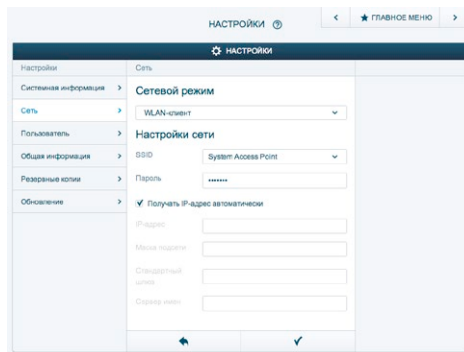 НАСТРОЙКИ
ГЛАВНОЕ МЕНЮ
НАСТРОЙКИ
Настройки
Сеть
Системная информация
Сеть
Пользователь
Общая информация
Резервные копии
Обновление
Сетевой режим
WLAN-клиент
Настройки сети
SSID
System Access Point
Пароль
Получать IP-адрес автоматически
IP-адрес
Маска подсети
Стандартный
шлюз
Сервер имен